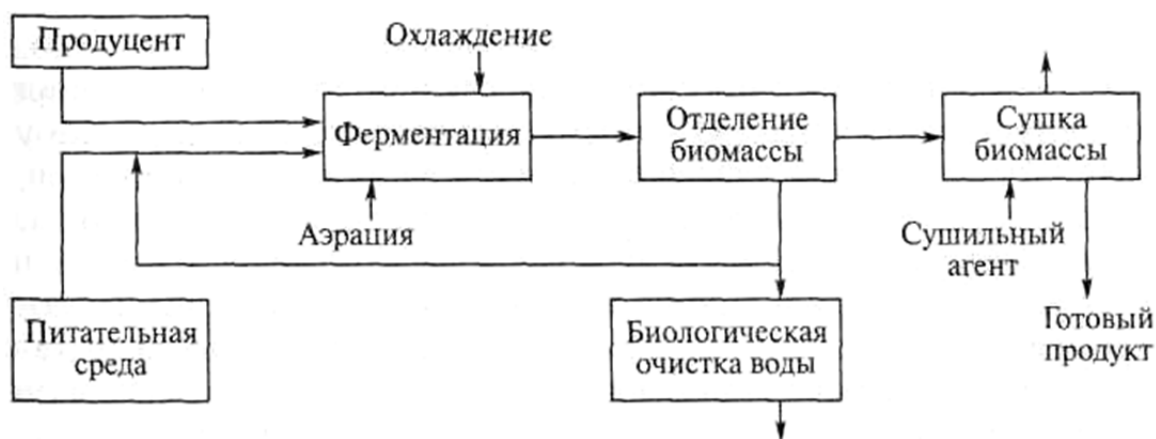 Продуцент
Охлаждение
Ферментация
Отделение
биомассы
Сушка
биомассы
Аэрация
Сушильный
агент
Питательная
среда
Биологическая
очистка воды
Готовый
продукт